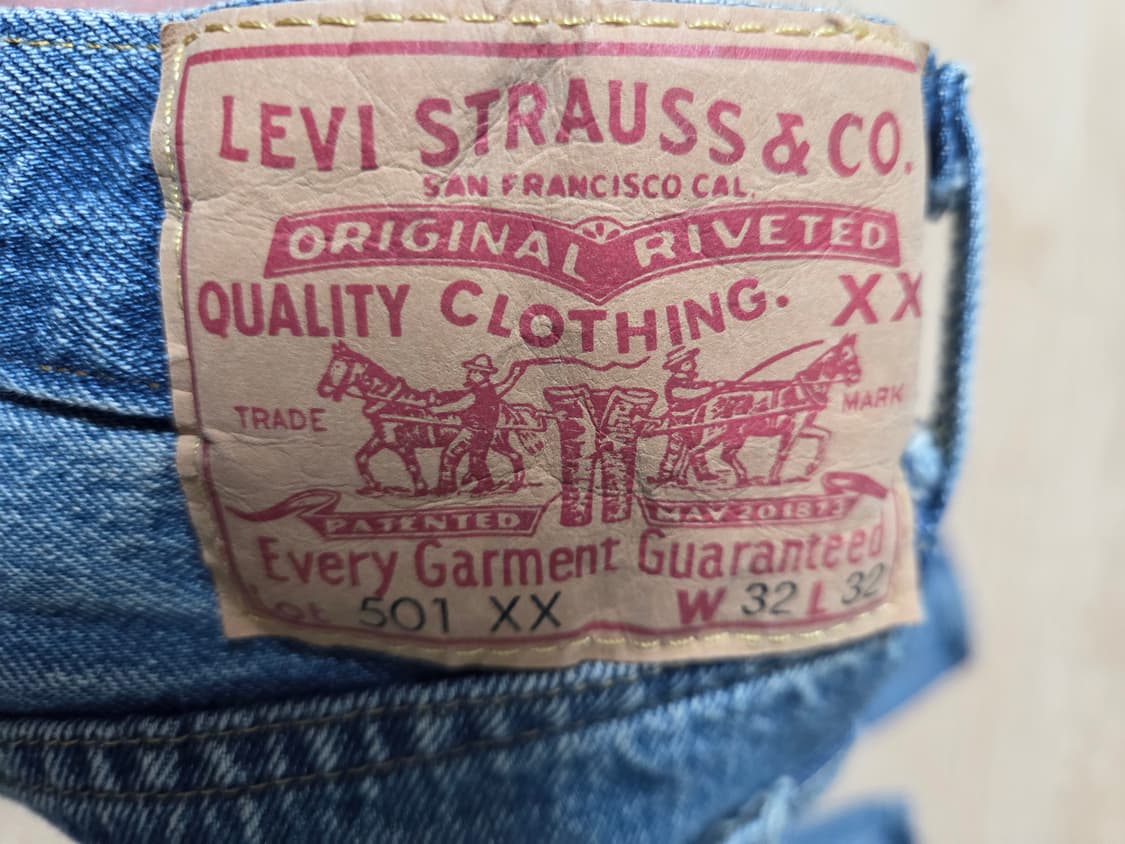 LEVI STRAUSS & CO.
SAN FRANCISCO CAL.
ORIGINAL RIVETED
QUALITY CLOTHING. XX
TRADE MARK
PATENTED MAY 20 1873
Every Garment Guaranteed
Lot 501 XX W 32 L 32